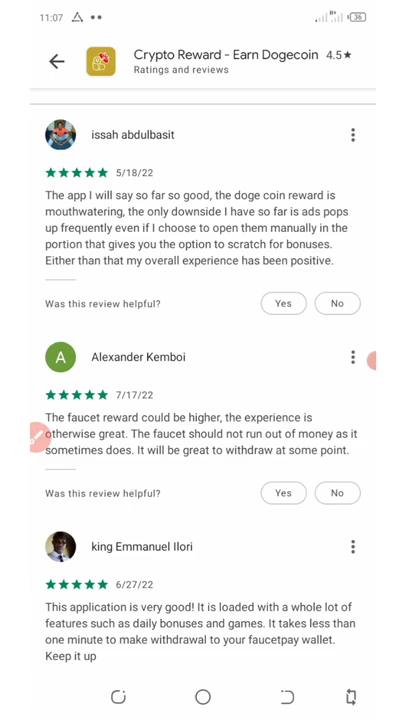 11:07
36
Crypto Reward - Earn Dogecoin 4.5★
Ratings and reviews
issah abdulbasit
5/18/22
The app I will say so far so good, the doge coin reward is
mouthwatering, the only downside I have so far is ads pops
up frequently even if I choose to open them manually in the
portion that gives you the option to scratch for bonuses.
Either than that my overall experience has been positive.
Was this review helpful? Yes No
A Alexander Kemboi
7/17/22
The faucet reward could be higher, the experience is
otherwise great. The faucet should not run out of money as it
sometimes does. It will be great to withdraw at some point.
Was this review helpful? Yes No
king Emmanuel Ilori
6/27/22
This application is very good! It is loaded with a whole lot of
features such as daily bonuses and games. It takes less than
one minute to make withdrawal to your faucetpay wallet.
Keep it up